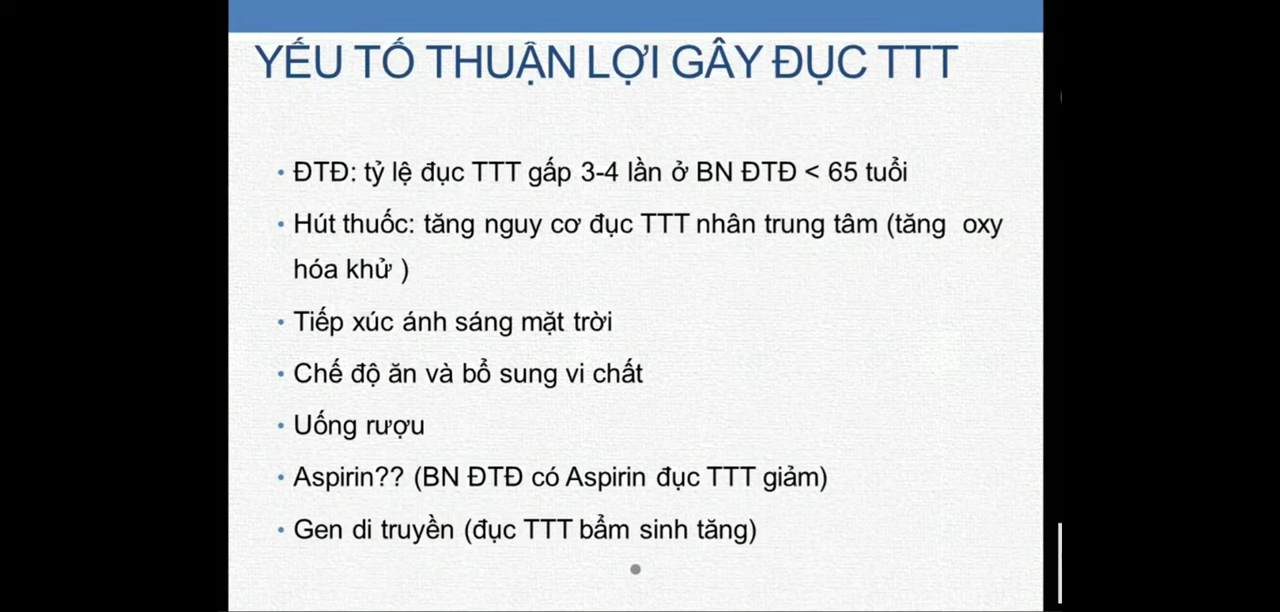 YẾU TỐ THUẬN LỢI GÂY ĐỤC TTT
• ĐTĐ: tỷ lệ đục TTT gấp 3-4 lần ở BN ĐTĐ < 65 tuổi
• Hút thuốc: tăng nguy cơ đục TTT nhân trung tâm (tăng oxy
hóa khử )
• Tiếp xúc ánh sáng mặt trời
• Chế độ ăn và bổ sung vi chất
• Uống rượu
• Aspirin?? (BN ĐTĐ có Aspirin đục TTT giảm)
• Gen di truyền (đục TTT bẩm sinh tăng)